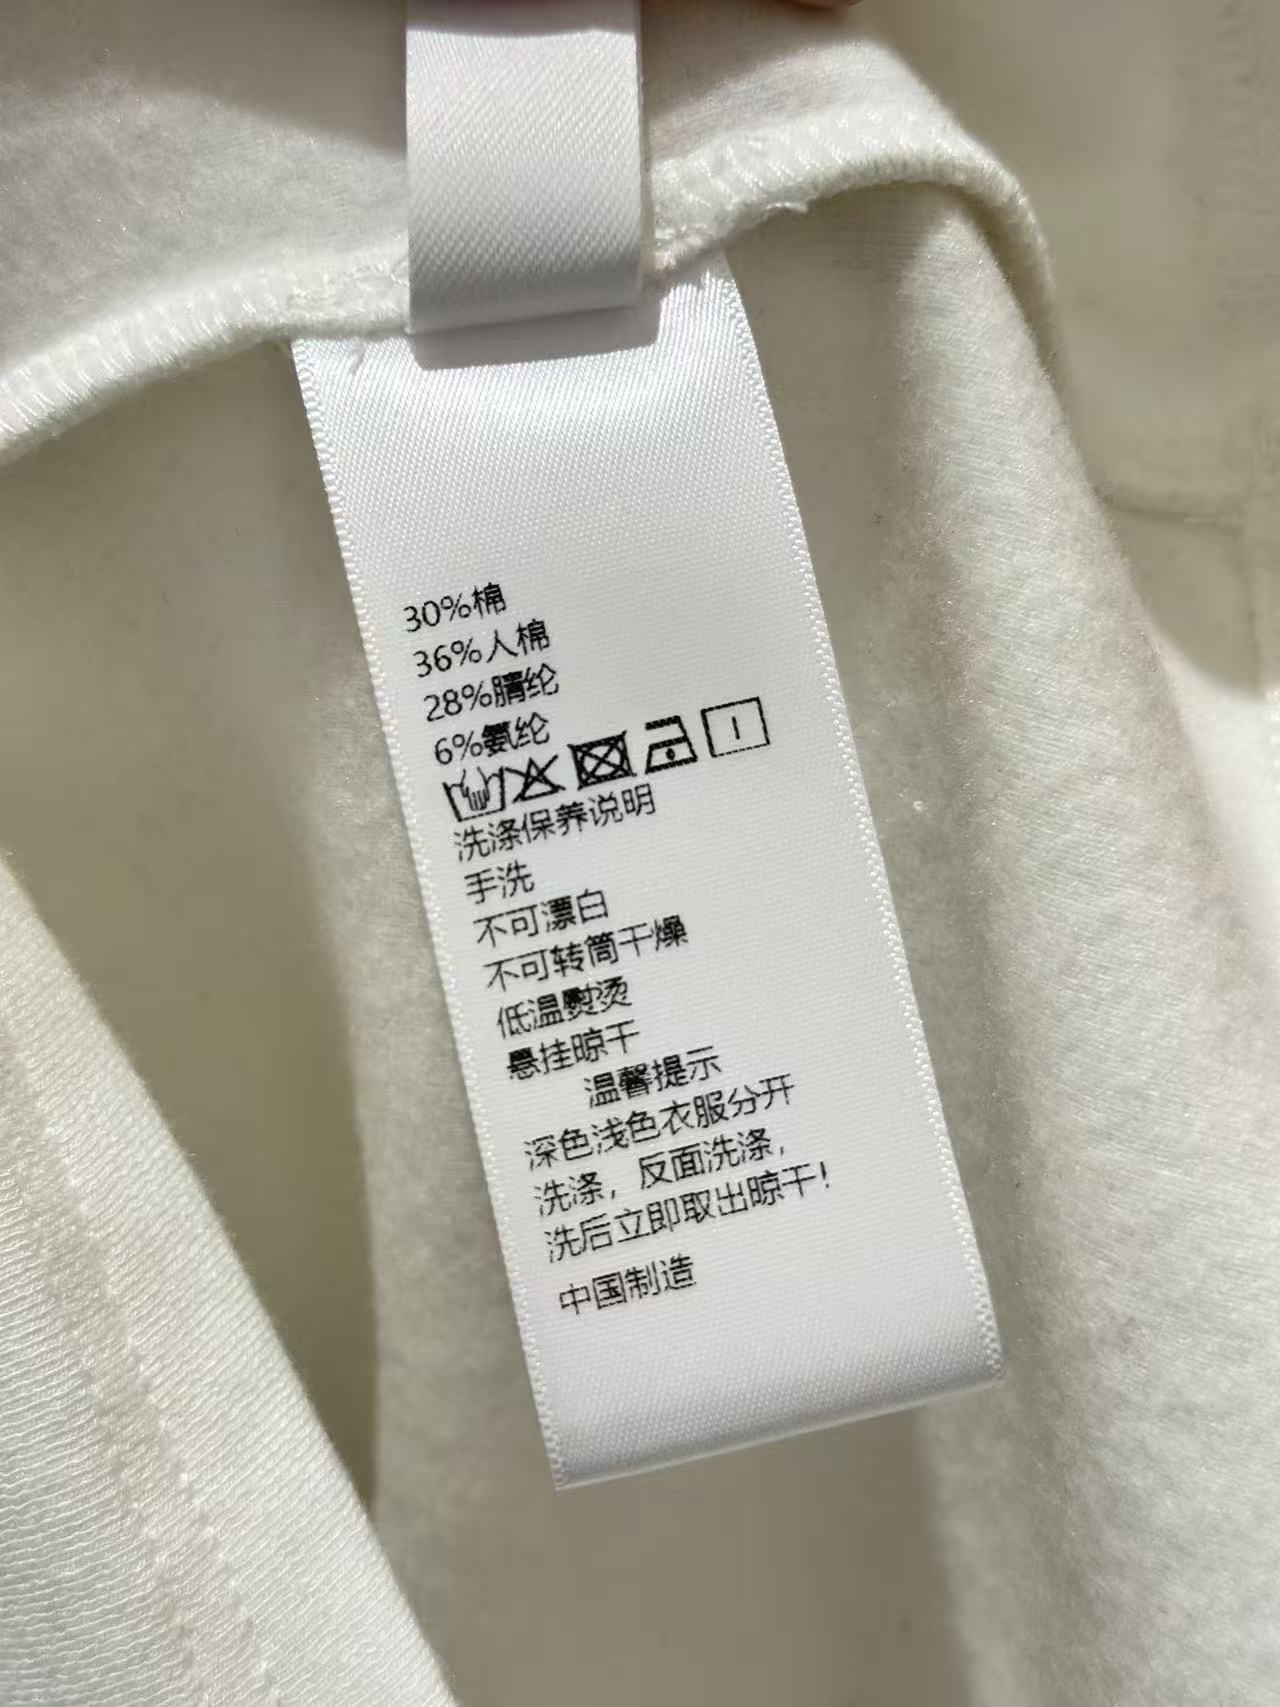 30%棉
36%人棉
28%腈纶
6%氨纶
洗涤保养说明
手洗
不可漂白
不可转筒干燥
低温熨烫
悬挂晾干
温馨提示
深色浅色衣服分开
洗涤，反面洗涤，
洗后立即取出晾干！
中国制造